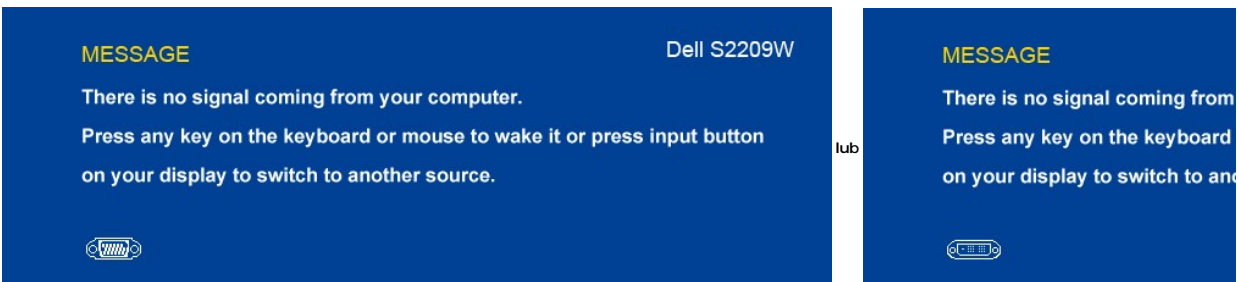 MESSAGE
Dell S2209W
There is no signal coming from your computer.
Press any key on the keyboard or mouse to wake it or press input button
on your display to switch to another source.
lub
MESSAGE
There is no signal coming from
Press any key on the keyboard
on your display to switch to